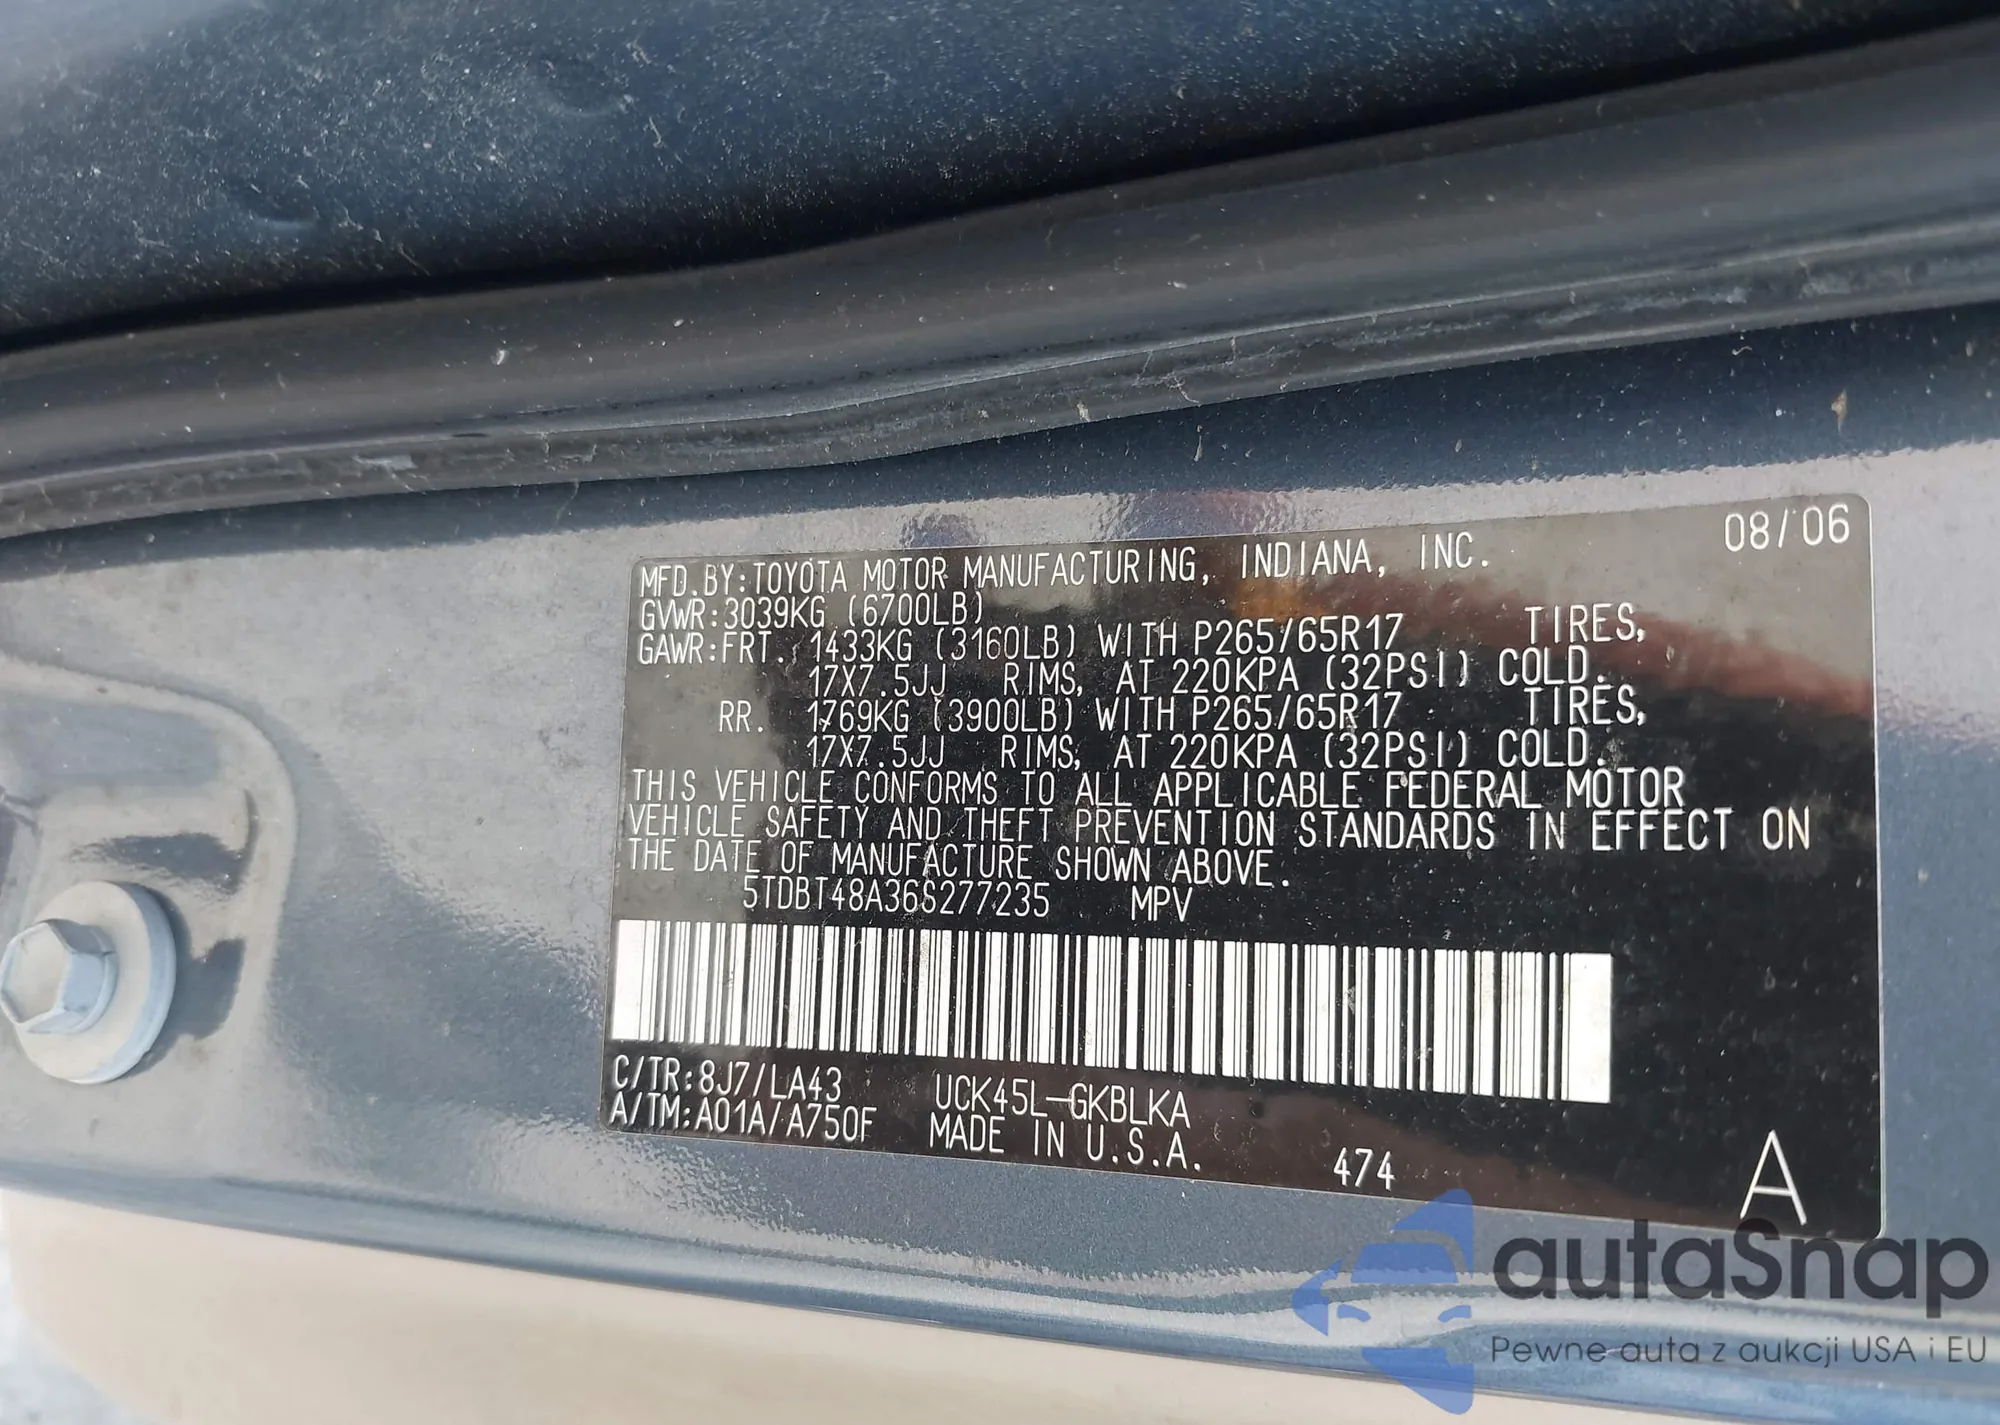 08/06
MFD.BY:TOYOTA MOTOR MANUFACTURING, INDIANA, INC.
GVWR:3039KG (6700LB)
GAWR:FRT. 1433KG (3160LB) WITH P265/65R17 TIRES,
17X7.5JJ RIMS, AT 220KPA (32PSI) COLD.
RR. 1769KG (3900LB) WITH P265/65R17 TIRES,
17X7.5JJ RIMS, AT 220KPA (32PSI) COLD.
THIS VEHICLE CONFORMS TO ALL APPLICABLE FEDERAL MOTOR
VEHICLE SAFETY AND THEFT PREVENTION STANDARDS IN EFFECT ON
THE DATE OF MANUFACTURE SHOWN ABOVE.
5TDBT48A36S277235 MPV
C/TR:8J7/LA43 UCK45L-GKBLKA
A/TM:A01A/A750F MADE IN U.S.A.
474 A
autaSnap
Pewne auta z aukcji USA i EU